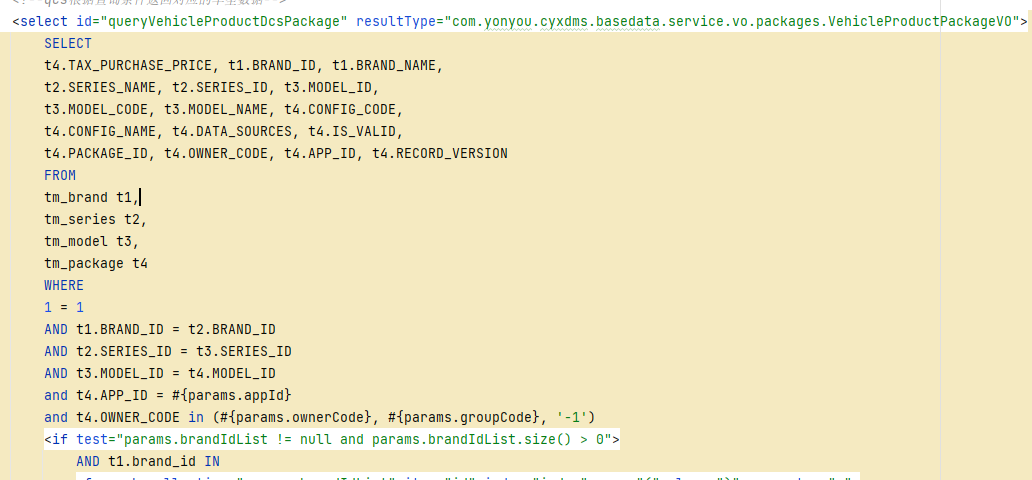 <select id="queryVehicleProductDcsPackage" resultType="com.yonyou.cyxdms.basedata.service.vo.packages.VehicleProductPackageVO">
SELECT
t4.TAX_PURCHASE_PRICE, t1.BRAND_ID, t1.BRAND_NAME,
t2.SERIES_NAME, t2.SERIES_ID, t3.MODEL_ID,
t3.MODEL_CODE, t3.MODEL_NAME, t4.CONFIG_CODE,
t4.CONFIG_NAME, t4.DATA_SOURCES, t4.IS_VALID,
t4.PACKAGE_ID, t4.OWNER_CODE, t4.APP_ID, t4.RECORD_VERSION
FROM
tm_brand t1,
tm_series t2,
tm_model t3,
tm_package t4
WHERE
1 = 1
AND t1.BRAND_ID = t2.BRAND_ID
AND t2.SERIES_ID = t3.SERIES_ID
AND t3.MODEL_ID = t4.MODEL_ID
and t4.APP_ID = #{params.appId}
and t4.OWNER_CODE in (#{params.ownerCode}, #{params.groupCode}, '-1')
<if test="params.brandIdList != null and params.brandIdList.size() > 0">
AND t1.brand_id IN